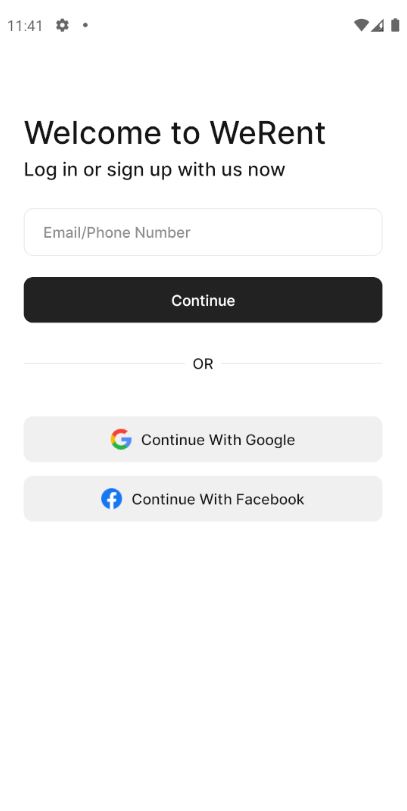 11:41
Welcome to WeRent
Log in or sign up with us now
Email/Phone Number
Continue
OR
Continue With Google
Continue With Facebook